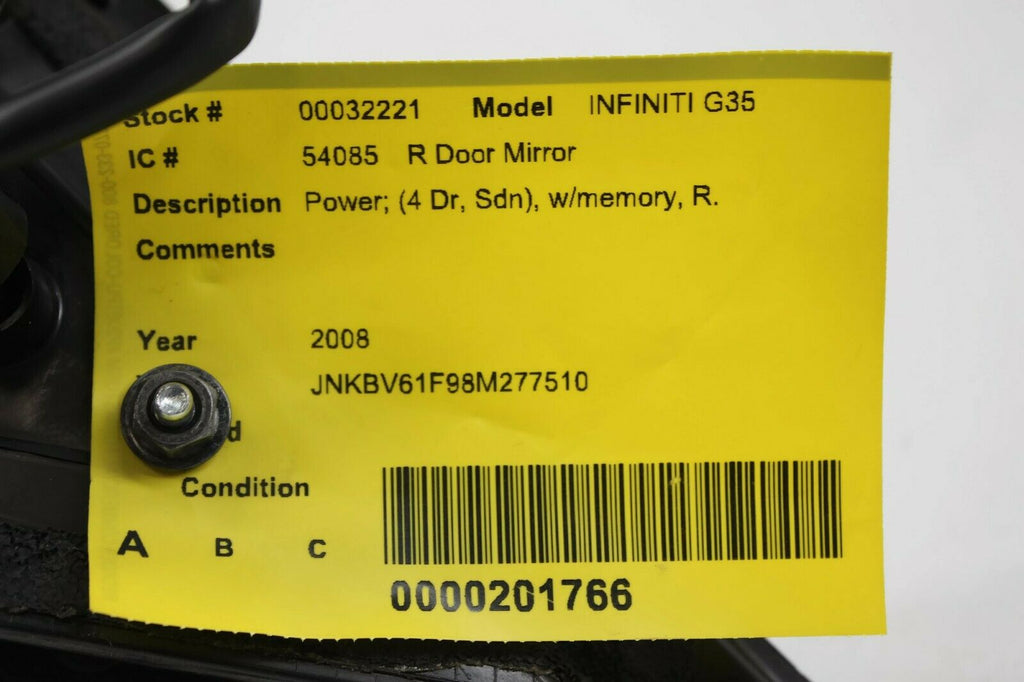 Stock # 00032221 Model INFINITI G35
IC # 54085 R Door Mirror
Description Power; (4 Dr, Sdn), w/memory, R.
Comments
Year 2008
JNKBV61F98M277510
Condition
A B C
0000201766